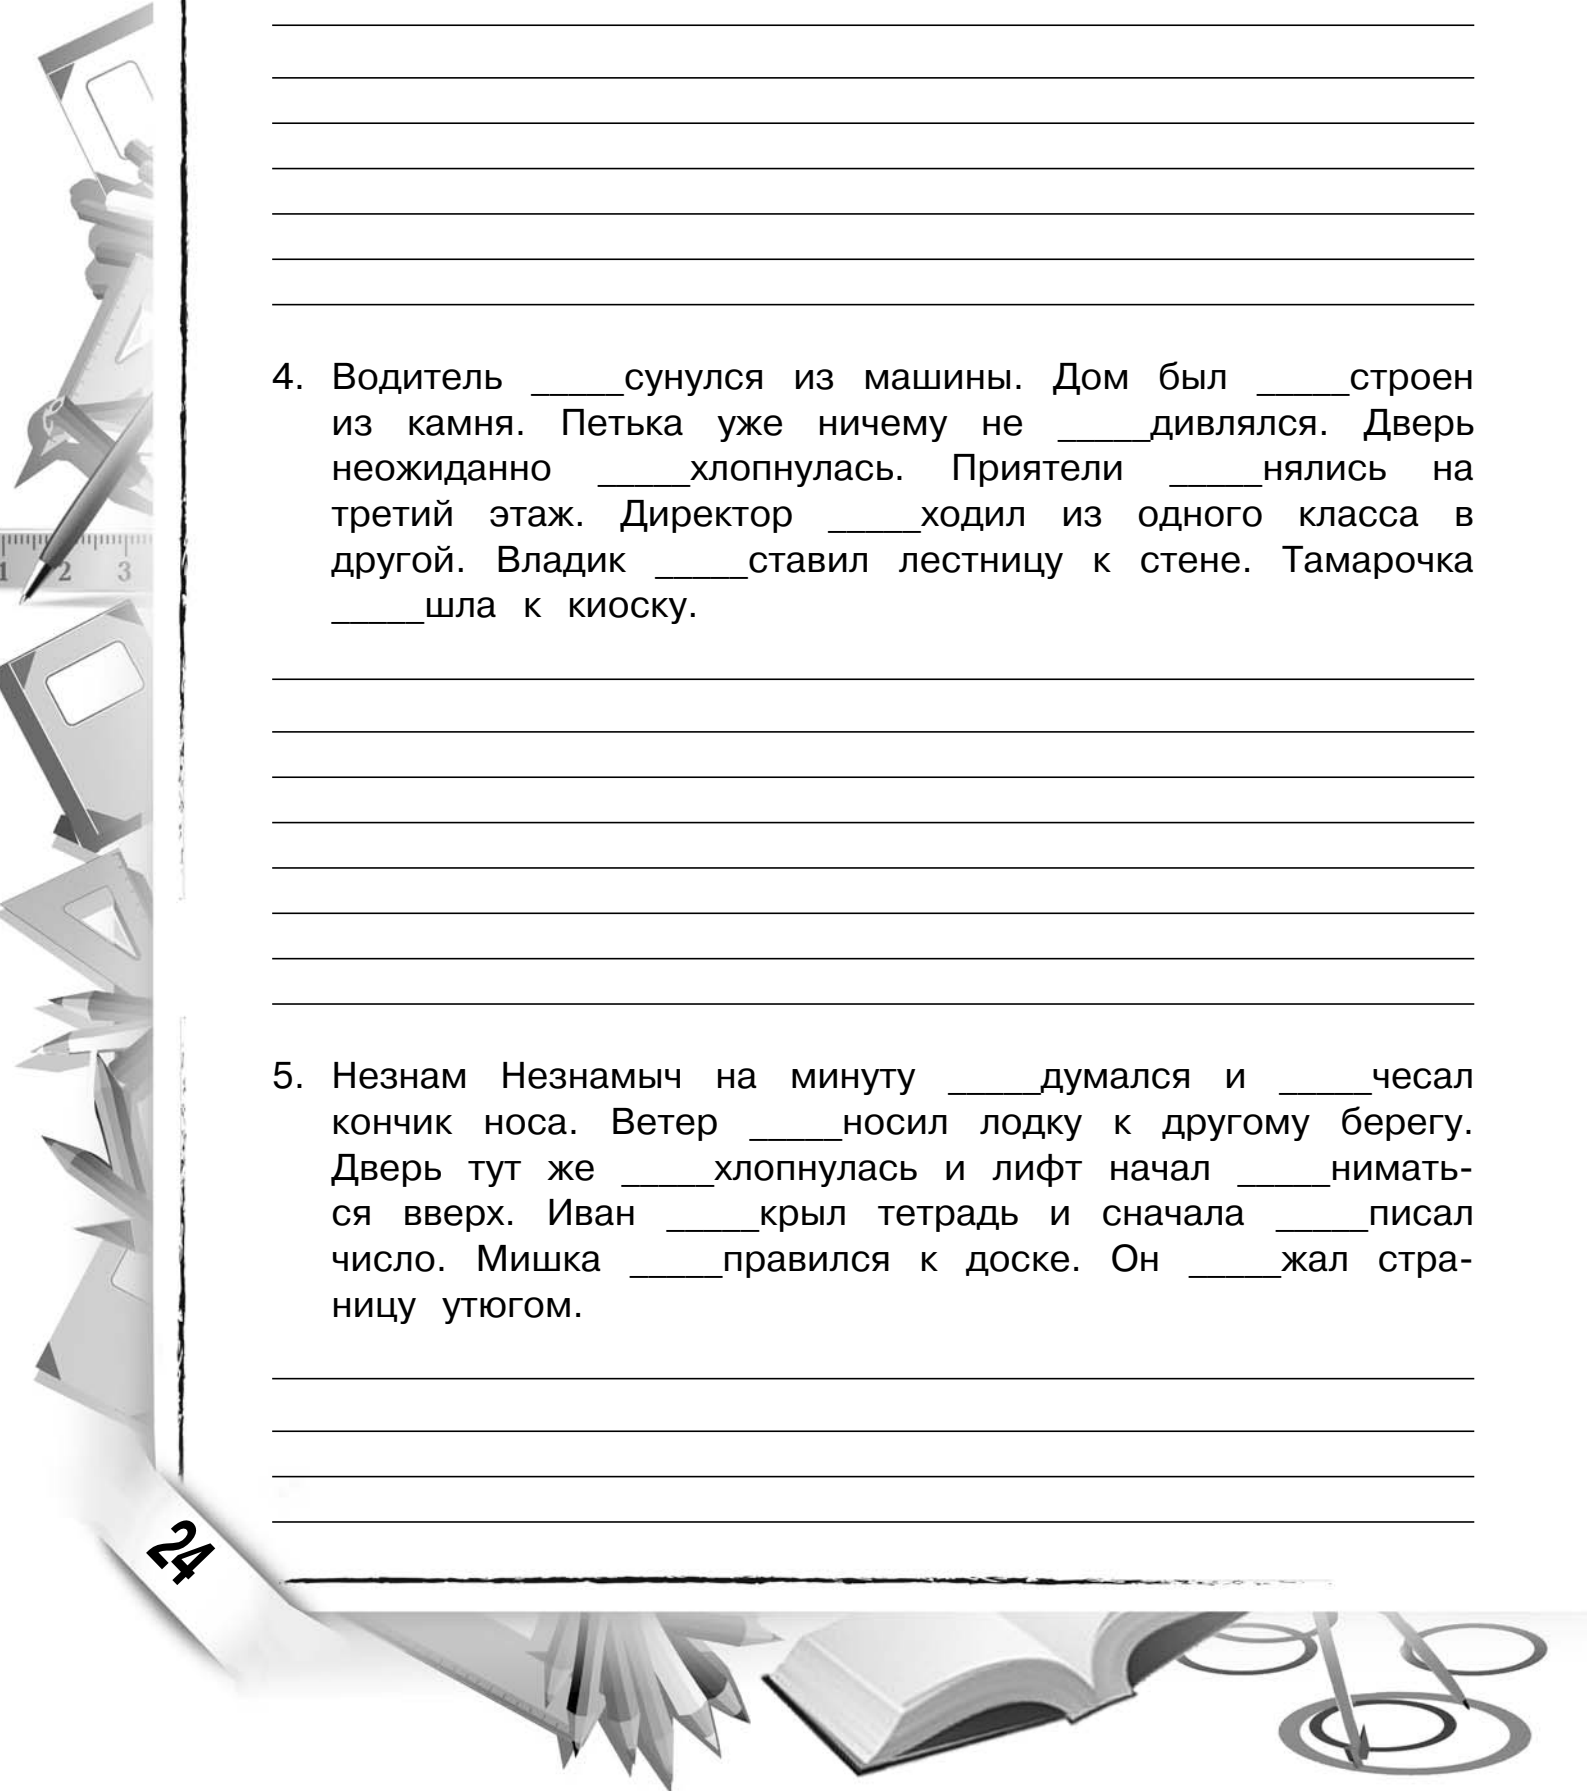 4. Водитель _____сунулся из машины. Дом был _____строен
из камня. Петька уже ничему не _____дивлялся. Дверь
неожиданно _____хлопнулась. Приятели _____нялись на
третий этаж. Директор _____ходил из одного класса в
другой. Владик _____ставил лестницу к стене. Тамарочка
_____шла к киоску.
1 2 3
5. Незнам Незнамыч на минуту _____думался и _____чесал
кончик носа. Ветер _____носил лодку к другому берегу.
Дверь тут же _____хлопнулась и лифт начал _____нимать-
ся вверх. Иван _____крыл тетрадь и сначала _____писал
число. Мишка _____правился к доске. Он _____жал стра-
ницу утюгом.
24